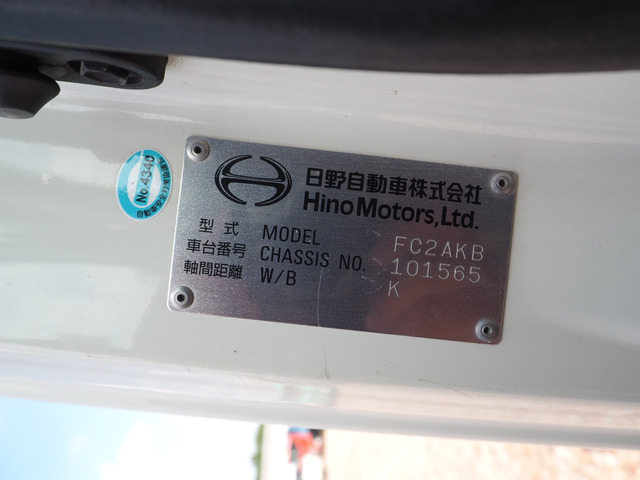 日野自動車株式会社
Hino Motors, Ltd.
型式 MODEL FC2AKB
車台番号 CHASSIS NO. 101565
軸間距離 W/B K
No.4340